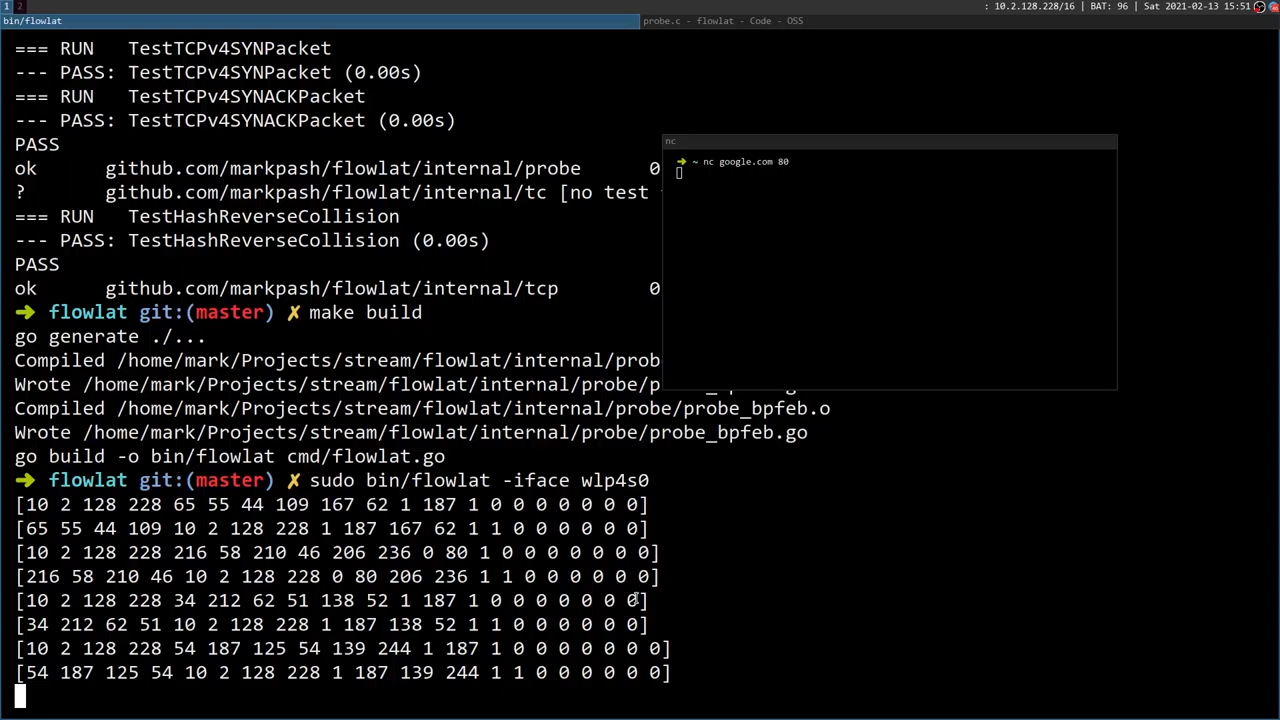 1 2
: 10.2.128.228/16 | BAT: 96 | Sat 2021-02-13 15:51
bin/flowlat
probe.c - flowlat - Code - OSS
=== RUN   TestTCPv4SYNPacket
--- PASS: TestTCPv4SYNPacket (0.00s)
=== RUN   TestTCPv4SYNACKPacket
--- PASS: TestTCPv4SYNACKPacket (0.00s)
PASS
ok      github.com/markpash/flowlat/internal/probe      0
?       github.com/markpash/flowlat/internal/tc [no test
=== RUN   TestHashReverseCollision
--- PASS: TestHashReverseCollision (0.00s)
PASS
ok      github.com/markpash/flowlat/internal/tcp        0
➜  flowlat git:(master) ✗ make build
go generate ./...
Compiled /home/mark/Projects/stream/flowlat/internal/prob
Wrote /home/mark/Projects/stream/flowlat/internal/probe/
Compiled /home/mark/Projects/stream/flowlat/internal/probe/probe_bpfeb.o
Wrote /home/mark/Projects/stream/flowlat/internal/probe/probe_bpfeb.go
go build -o bin/flowlat cmd/flowlat.go
➜  flowlat git:(master) ✗ sudo bin/flowlat -iface wlp4s0
[10 2 128 228 65 55 44 109 167 62 1 187 1 0 0 0 0 0 0 0]
[65 55 44 109 10 2 128 228 1 187 167 62 1 1 0 0 0 0 0 0]
[10 2 128 228 216 58 210 46 206 236 0 80 1 0 0 0 0 0 0 0]
[216 58 210 46 10 2 128 228 0 80 206 236 1 1 0 0 0 0 0 0]
[10 2 128 228 34 212 62 51 138 52 1 187 1 0 0 0 0 0 0 0]
[34 212 62 51 10 2 128 228 1 187 138 52 1 1 0 0 0 0 0 0]
[10 2 128 228 54 187 125 54 139 244 1 187 1 0 0 0 0 0 0 0]
[54 187 125 54 10 2 128 228 1 187 139 244 1 1 0 0 0 0 0 0]
nc
➜ ~ nc google.com 80